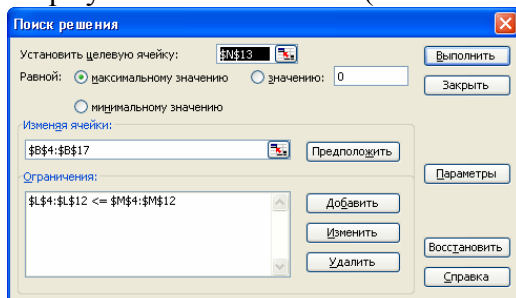 Поиск решения
Установить целевую ячейку: $N$13
Выполнить
Равной: максимальному значению значению: 0
Закрыть
минимальному значению
Изменяя ячейки:
$B$4:$B$17
Предположить
Ограничения:
Параметры
$L$4:$L$12 <= $M$4:$M$12
Добавить
Изменить
Восстановить
Удалить
Справка